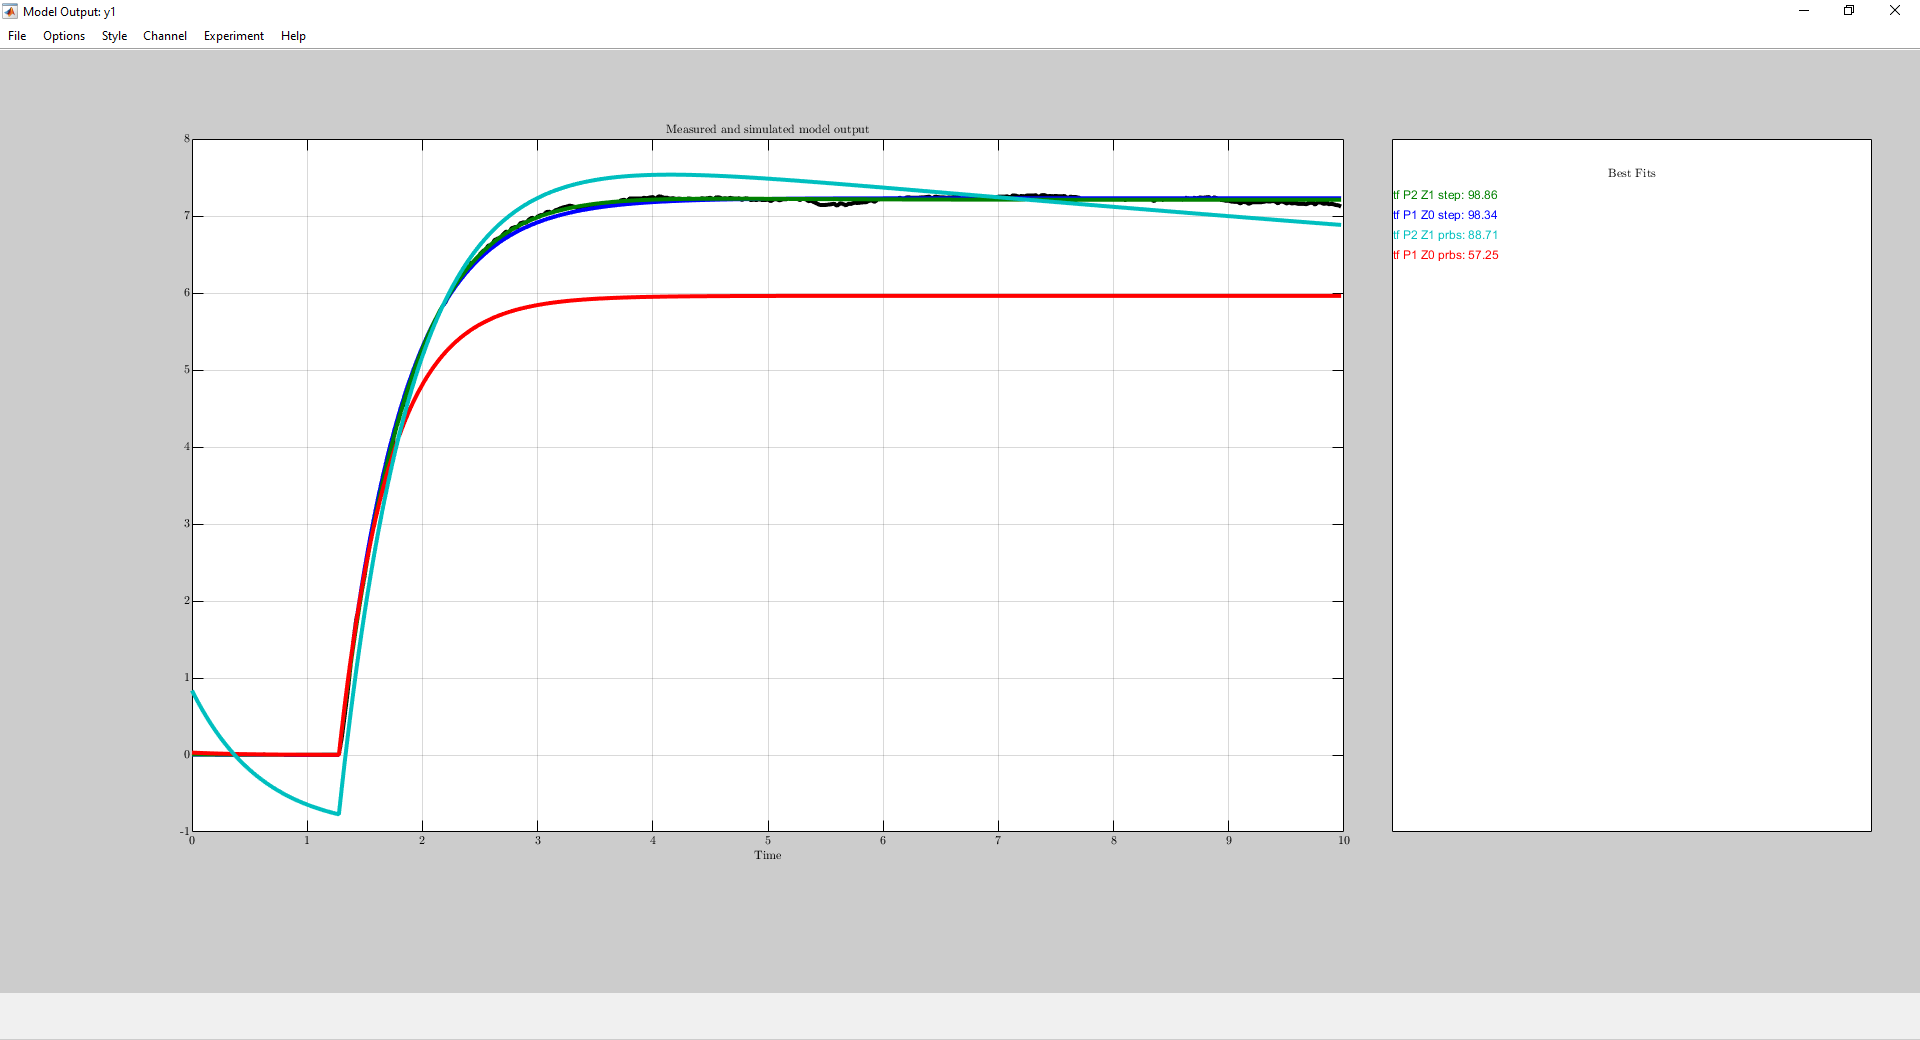 Model Output: y1
File Options Style Channel Experiment Help
Measured and simulated model output
8
7
6
5
4
3
2
1
0
-1
0 1 2 3 4 5 6 7 8 9 10
Time
Best Fits
tf P2 Z1 step: 98.86
tf P1 Z0 step: 98.34
tf P2 Z1 prbs: 88.71
tf P1 Z0 prbs: 57.25